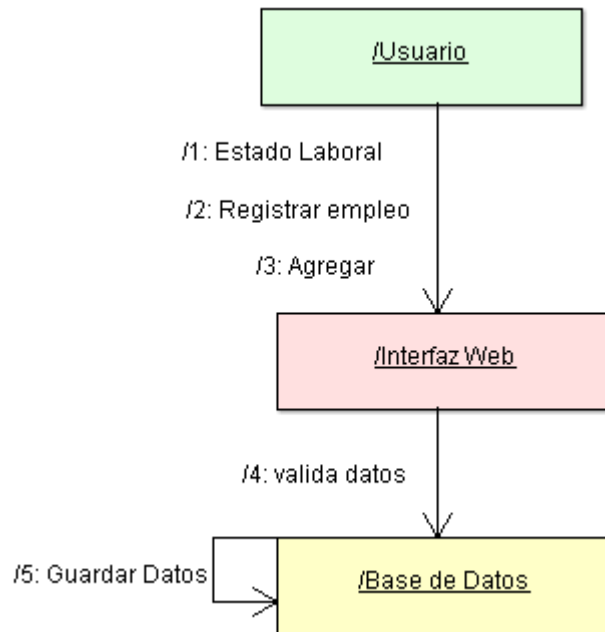 /Usuario
/1: Estado Laboral
/2: Registrar empleo
/3: Agregar
/Interfaz Web
/4: valida datos
/5: Guardar Datos
/Base de Datos